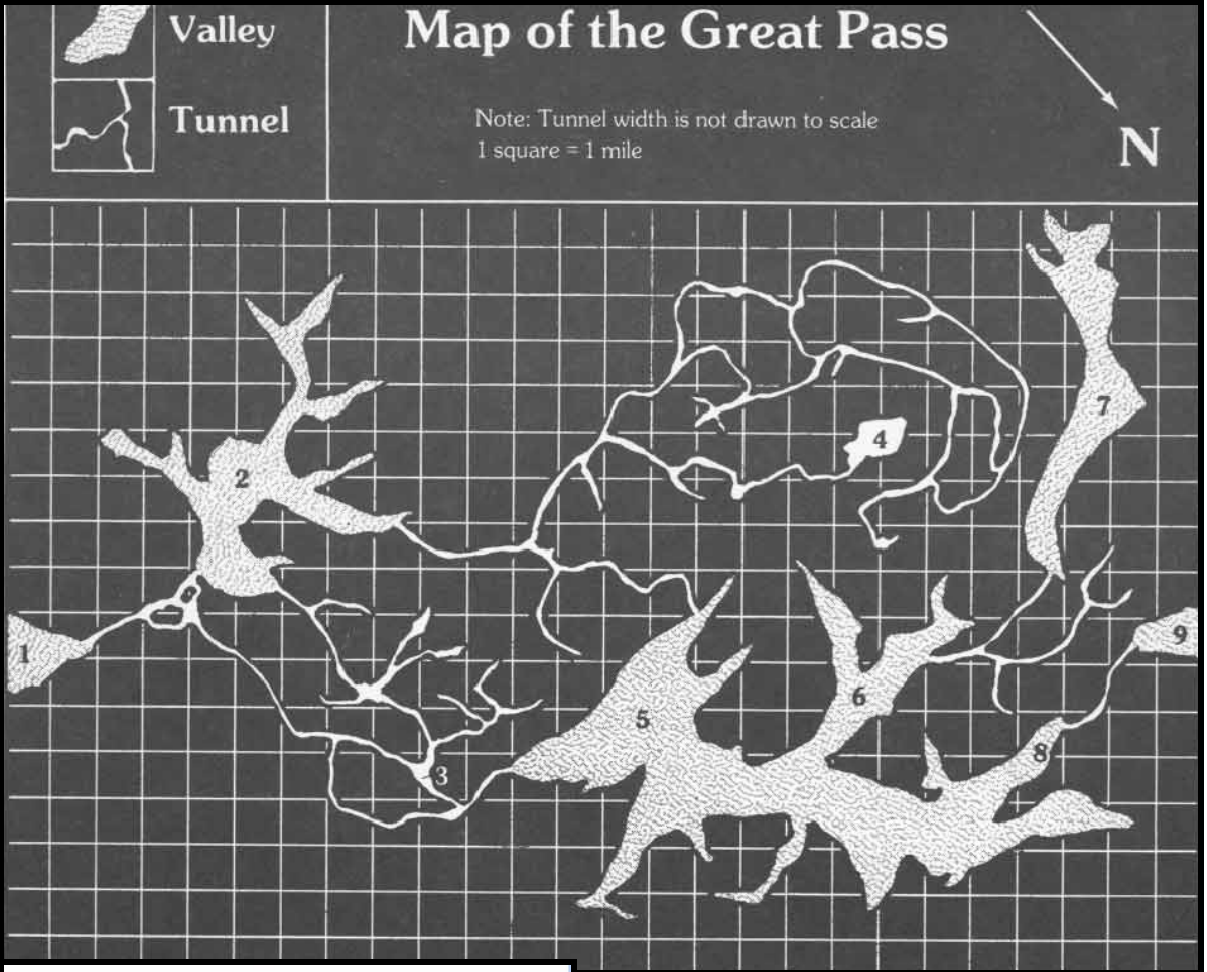 Valley
Map of the Great Pass
Tunnel
Note: Tunnel width is not drawn to scale
1 square = 1 mile
N
7
4
2
9
1
6
5
8
3